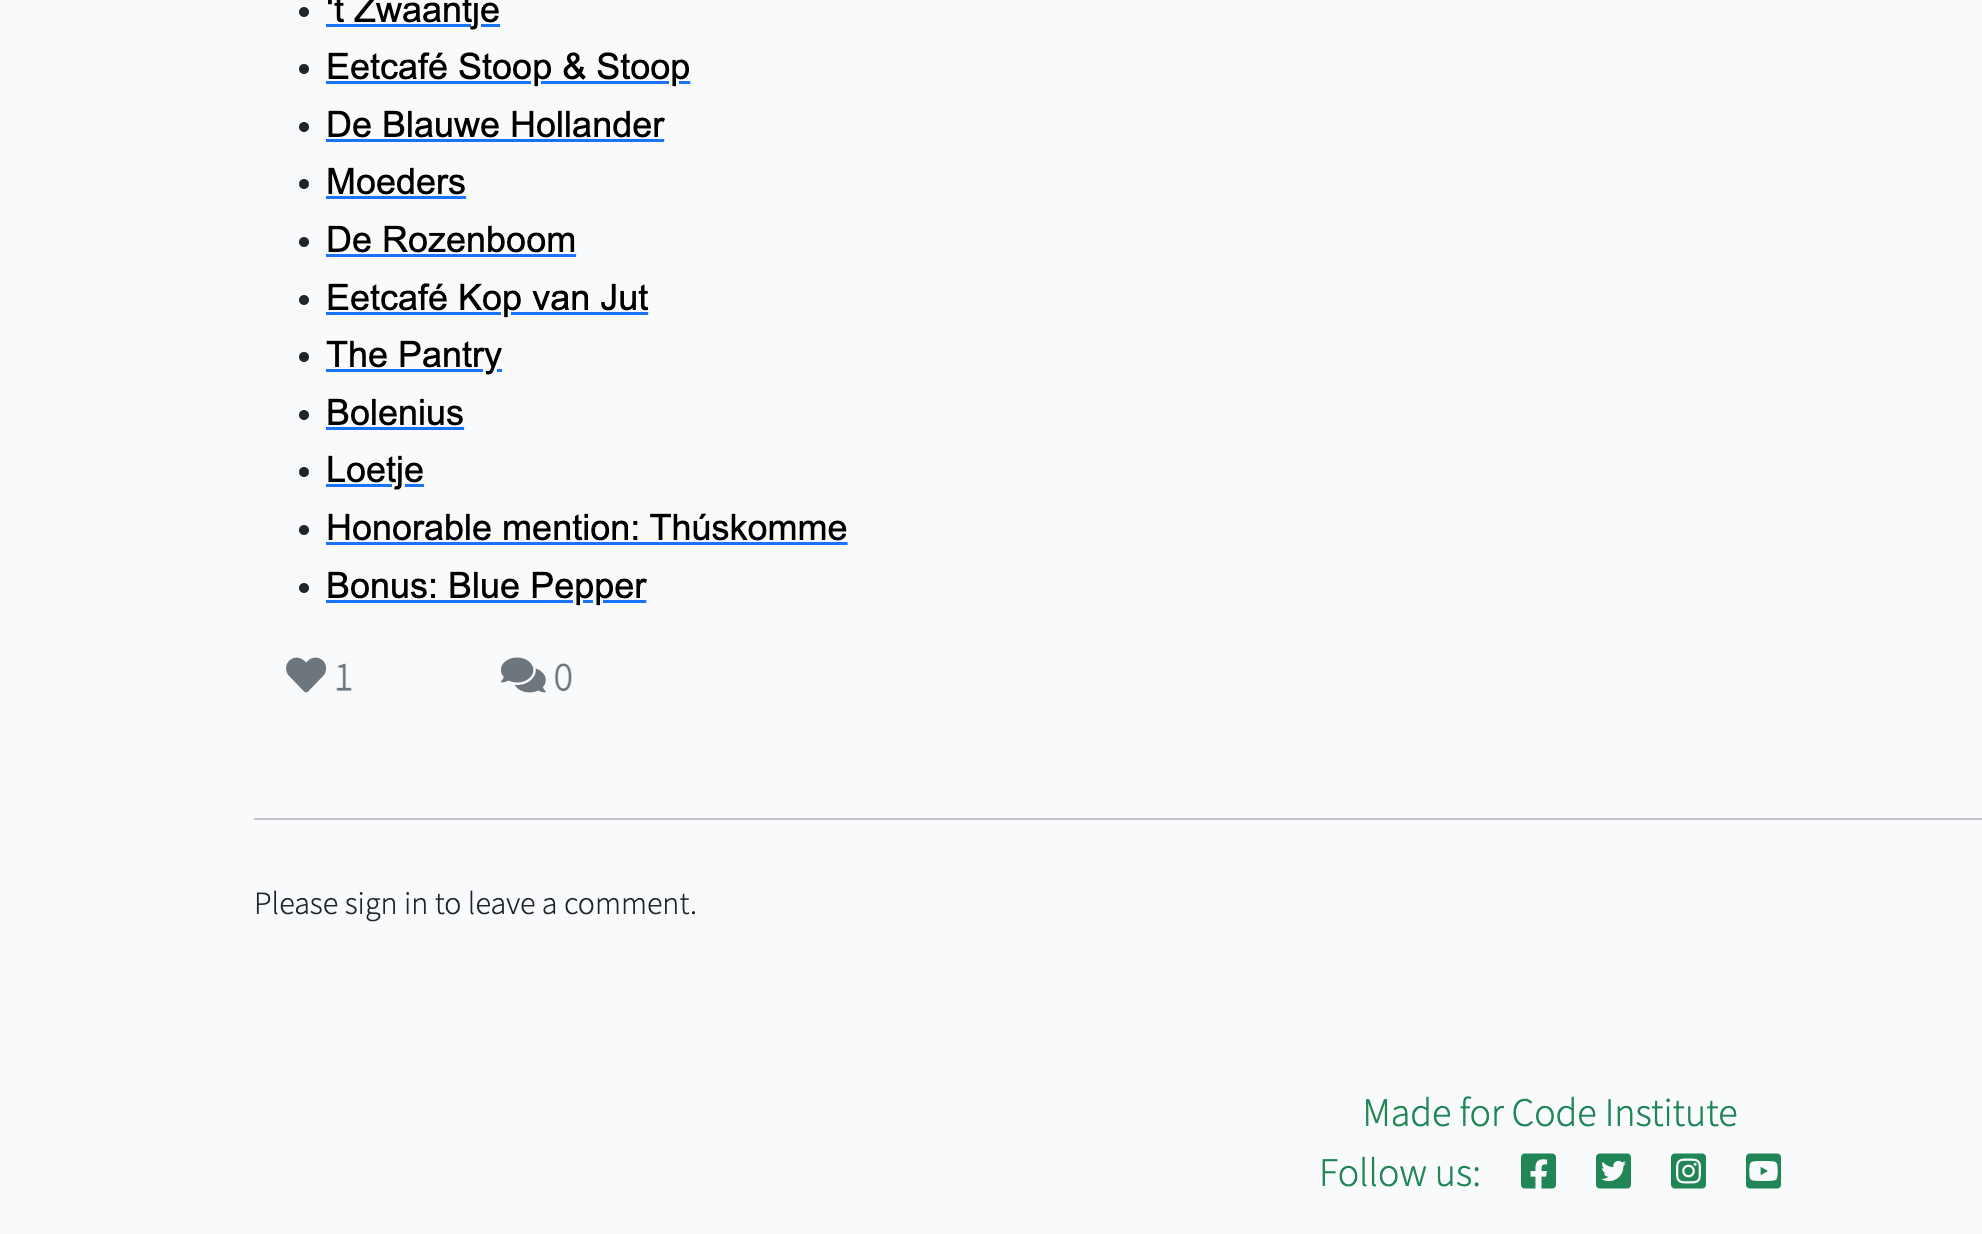 't Zwaantje
Eetcafé Stoop & Stoop
De Blauwe Hollander
Moeders
De Rozenboom
Eetcafé Kop van Jut
The Pantry
Bolenius
Loetje
Honorable mention: Thúskomme
Bonus: Blue Pepper
1 0
Please sign in to leave a comment.
Made for Code Institute
Follow us: